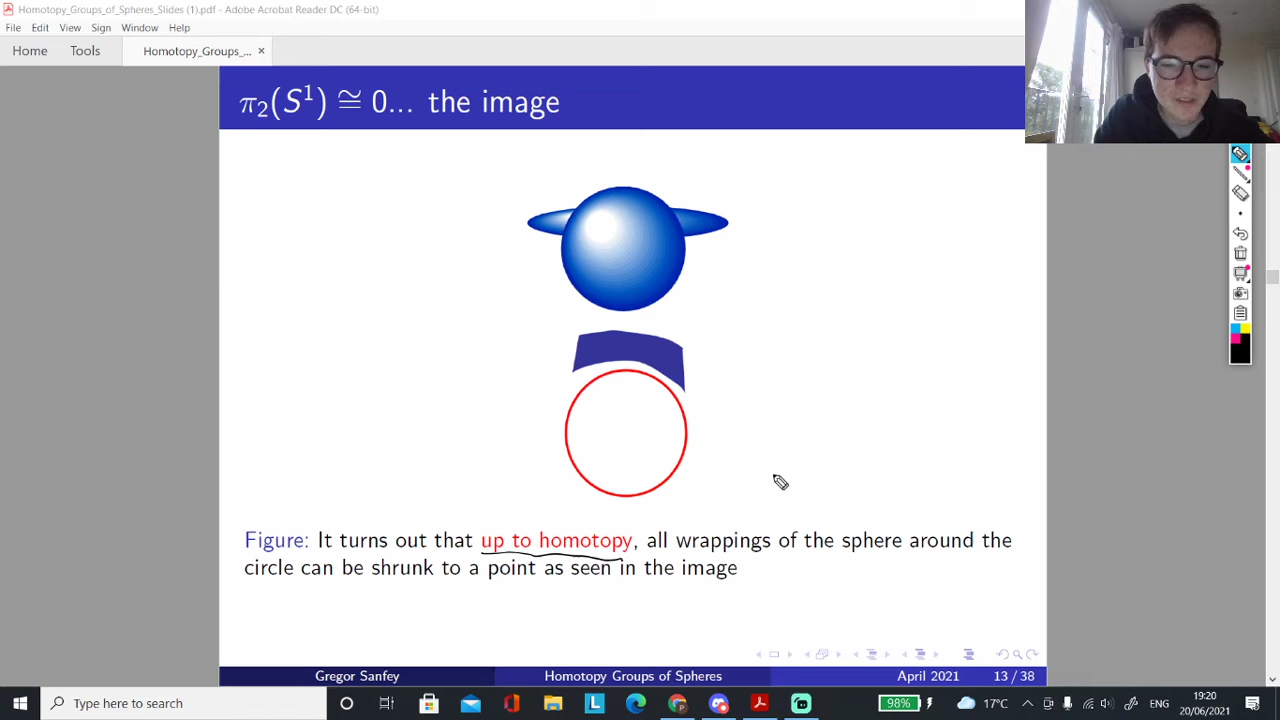 Homotopy_Groups_of_Spheres_Slides (1).pdf - Adobe Acrobat Reader DC (64-bit)
File Edit View Sign Window Help
Home Tools Homotopy_Groups_... ×
π₂(S¹) ≅ 0... the image
Figure: It turns out that up to homotopy, all wrappings of the sphere around the
circle can be shrunk to a point as seen in the image
Gregor Sanfey Homotopy Groups of Spheres April 2021 13 / 38
Type here to search 98% 17°C ENG 19:20
20/06/2021